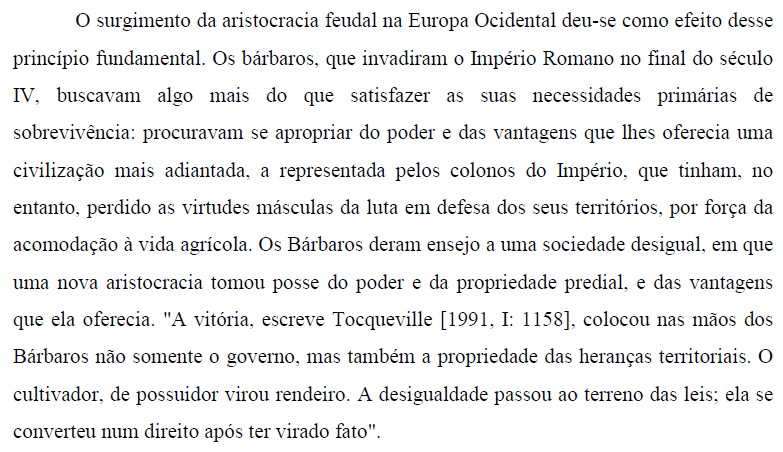 O surgimento da aristocracia feudal na Europa Ocidental deu-se como efeito desse
princípio fundamental. Os bárbaros, que invadiram o Império Romano no final do século
IV, buscavam algo mais do que satisfazer as suas necessidades primárias de
sobrevivência: procuravam se apropriar do poder e das vantagens que lhes oferecia uma
civilização mais adiantada, a representada pelos colonos do Império, que tinham, no
entanto, perdido as virtudes másculas da luta em defesa dos seus territórios, por força da
acomodação à vida agrícola. Os Bárbaros deram ensejo a uma sociedade desigual, em que
uma nova aristocracia tomou posse do poder e da propriedade predial, e das vantagens
que ela oferecia. "A vitória, escreve Tocqueville [1991, I: 1158], colocou nas mãos dos
Bárbaros não somente o governo, mas também a propriedade das heranças territoriais. O
cultivador, de possuidor virou rendeiro. A desigualdade passou ao terreno das leis; ela se
converteu num direito após ter virado fato".